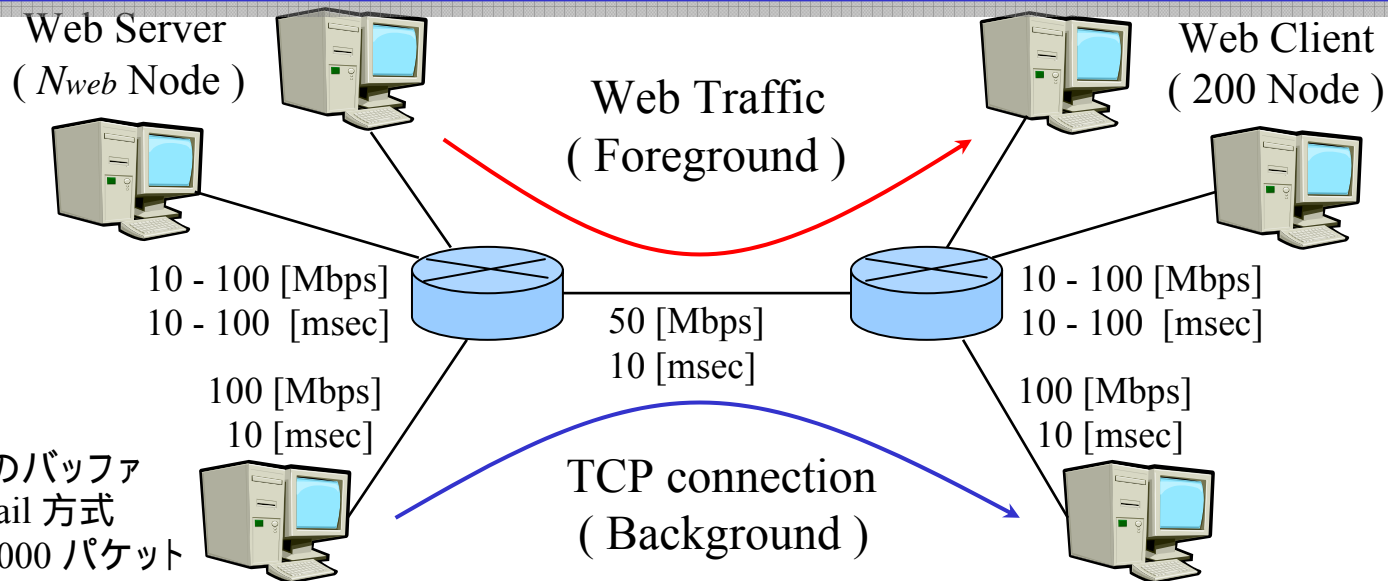 Web Server
( Nweb Node )
Web Client
( 200 Node )
Web Traffic
( Foreground )
10 - 100 [Mbps]
10 - 100 [msec]
50 [Mbps]
10 [msec]
10 - 100 [Mbps]
10 - 100 [msec]
100 [Mbps]
10 [msec]
100 [Mbps]
10 [msec]
のバッファ
ail 方式
000 パケット
TCP connection
( Background )